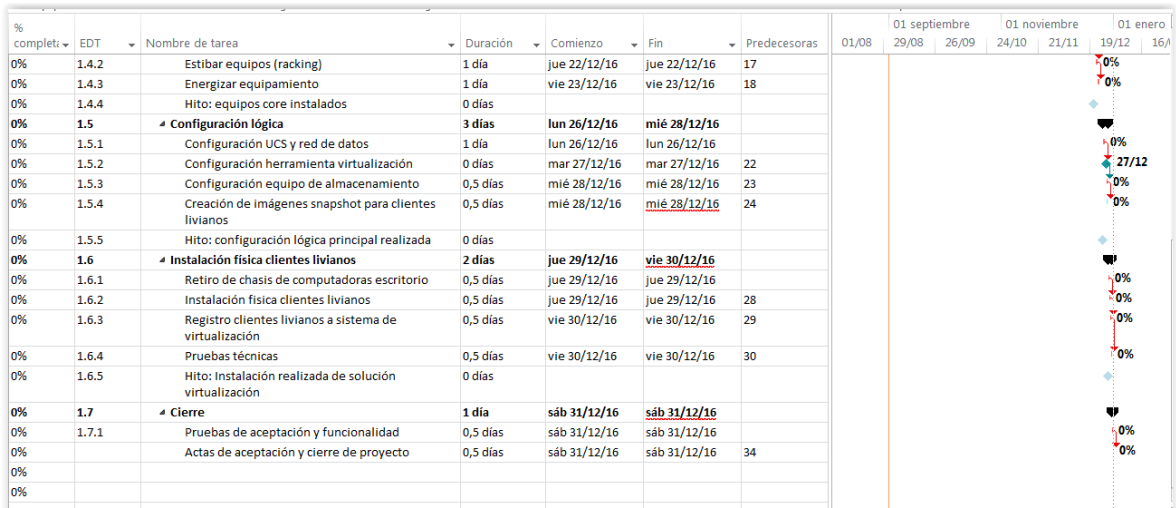 %
completa EDT Nombre de tarea Duración Comienzo Fin Predecesoras
01 septiembre 01 noviembre 01 enero
01/08 29/08 26/09 24/10 21/11 19/12 16/
0% 1.4.2 Estibar equipos (racking) 1 día jue 22/12/16 jue 22/12/16 17 0%
0% 1.4.3 Energizar equipamiento 1 día vie 23/12/16 vie 23/12/16 18 0%
0% 1.4.4 Hito: equipos core instalados 0 días
0% 1.5 Configuración lógica 3 días lun 26/12/16 mié 28/12/16
0% 1.5.1 Configuración UCS y red de datos 1 día lun 26/12/16 lun 26/12/16 0%
0% 1.5.2 Configuración herramienta virtualización 0 días mar 27/12/16 mar 27/12/16 22 27/12
0% 1.5.3 Configuración equipo de almacenamiento 0,5 días mié 28/12/16 mié 28/12/16 23 0%
0% 1.5.4 Creación de imágenes snapshot para clientes 0,5 días mié 28/12/16 mié 28/12/16 24 0%
livianos
0% 1.5.5 Hito: configuración lógica principal realizada 0 días
0% 1.6 Instalación física clientes livianos 2 días jue 29/12/16 vie 30/12/16
0% 1.6.1 Retiro de chasis de computadoras escritorio 0,5 días jue 29/12/16 jue 29/12/16 0%
0% 1.6.2 Instalación fisica clientes livianos 0,5 días jue 29/12/16 jue 29/12/16 28 0%
0% 1.6.3 Registro clientes livianos a sistema de 0,5 días vie 30/12/16 vie 30/12/16 29 0%
virtualización
0% 1.6.4 Pruebas técnicas 0,5 días vie 30/12/16 vie 30/12/16 30 0%
0% 1.6.5 Hito: Instalación realizada de solución 0 días
virtualización
0% 1.7 Cierre 1 día sáb 31/12/16 sáb 31/12/16
0% 1.7.1 Pruebas de aceptación y funcionalidad 0,5 días sáb 31/12/16 sáb 31/12/16 0%
0% Actas de aceptación y cierre de proyecto 0,5 días sáb 31/12/16 sáb 31/12/16 34 0%
0%
0%